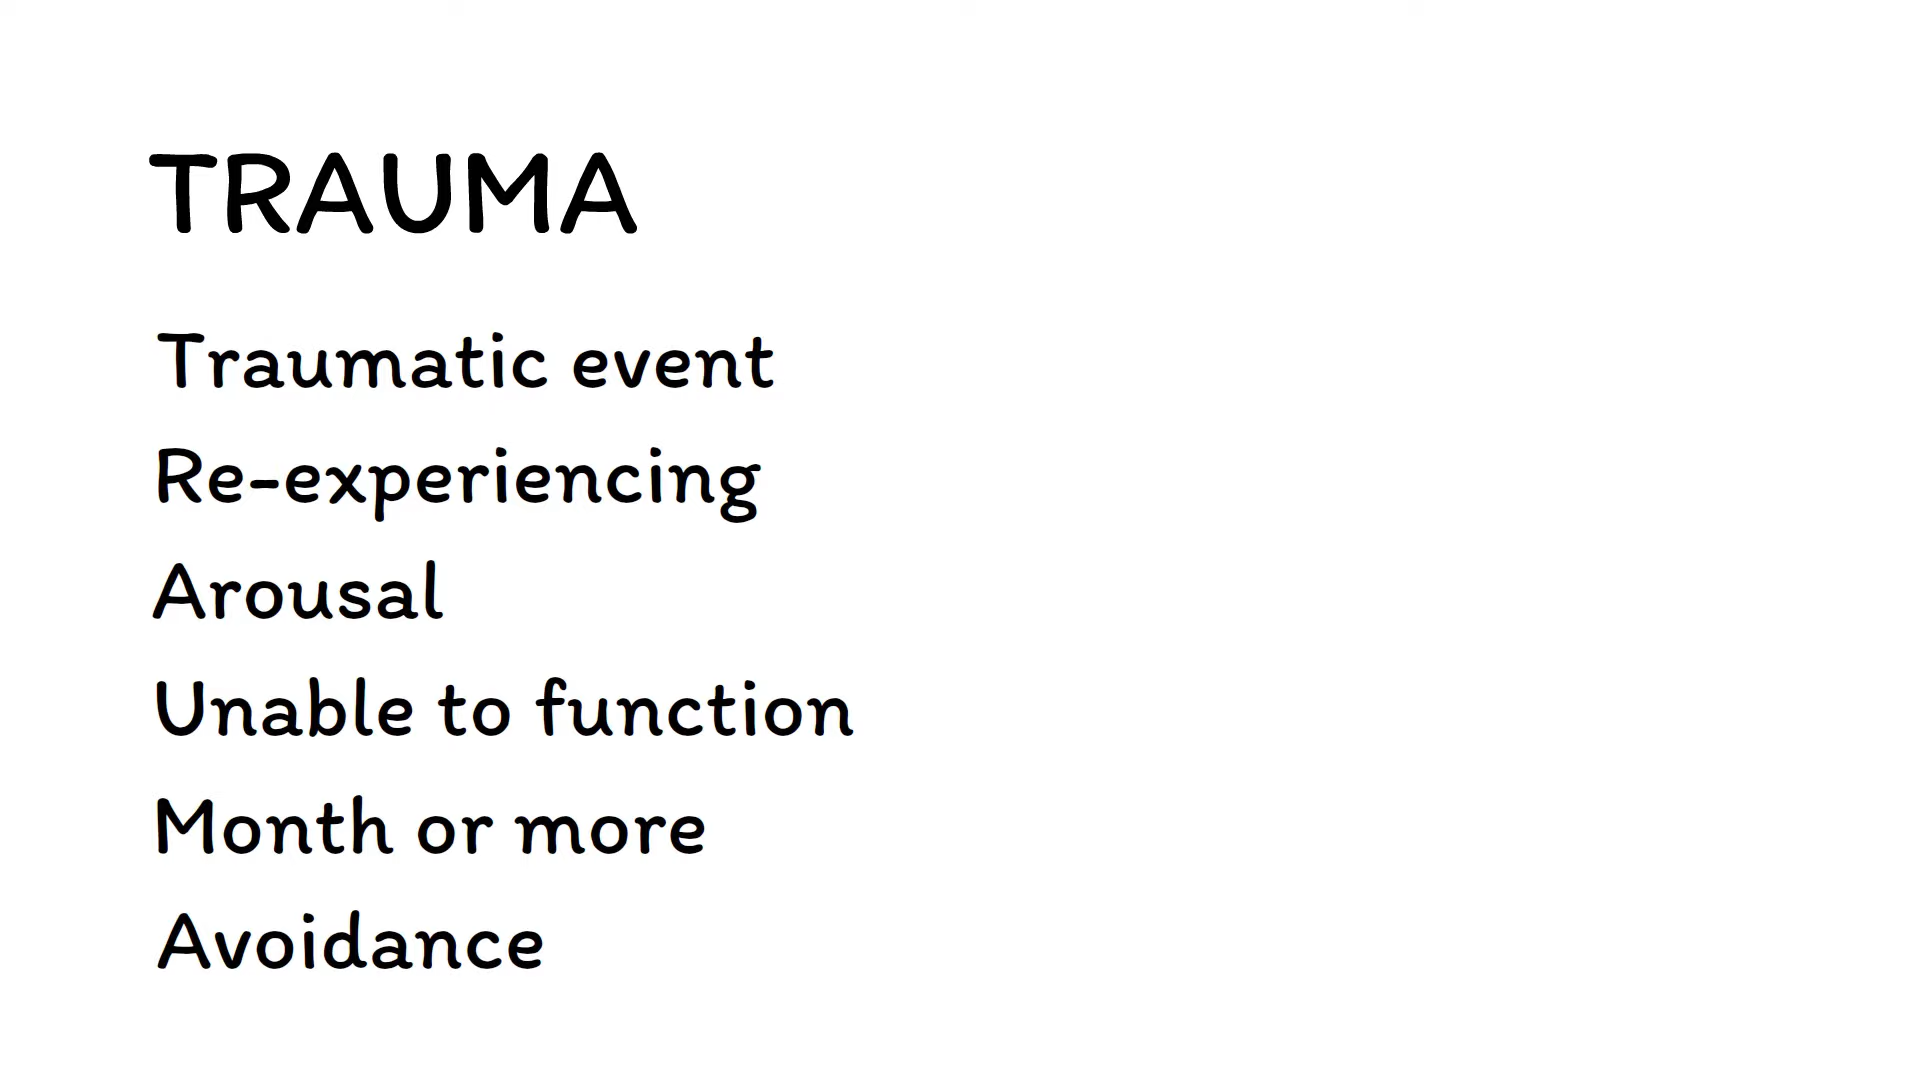 TRAUMA
Traumatic event
Re-experiencing
Arousal
Unable to function
Month or more
Avoidance